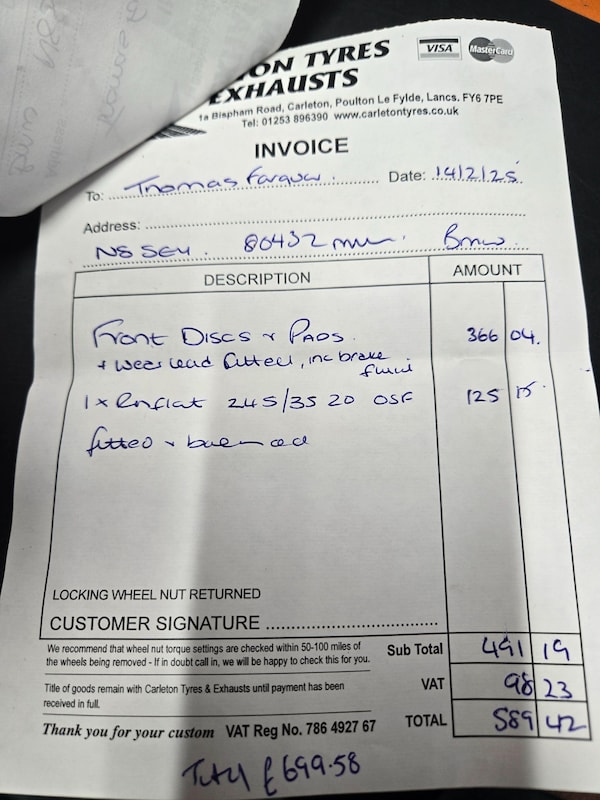 ON TYRES
EXHAUSTS
VISA
MasterCard
1a Bispham Road, Carleton, Poulton Le Fylde, Lancs. FY6 7PE
Tel: 01253 896390 www.carletontyres.co.uk
INVOICE
To: Thomas Farquar. Date: 14/2/25
Address:
80432 BMW.
DESCRIPTION AMOUNT
Front Discs + Pads. 366 04.
+ wear lead fitted, inc brake
fluid
1x 245/35 20 OSF 125 15
fitted +
LOCKING WHEEL NUT RETURNED
CUSTOMER SIGNATURE
We recommend that wheel nut torque settings are checked within 50-100 miles of
the wheels being removed - If in doubt call in, we will be happy to check this for you.
Sub Total 491 19
Title of goods remain with Carleton Tyres & Exhausts until payment has been
received in full.
VAT 98 23
Thank you for your custom VAT Reg No. 786 4927 67
TOTAL 589 42
Total £699.58